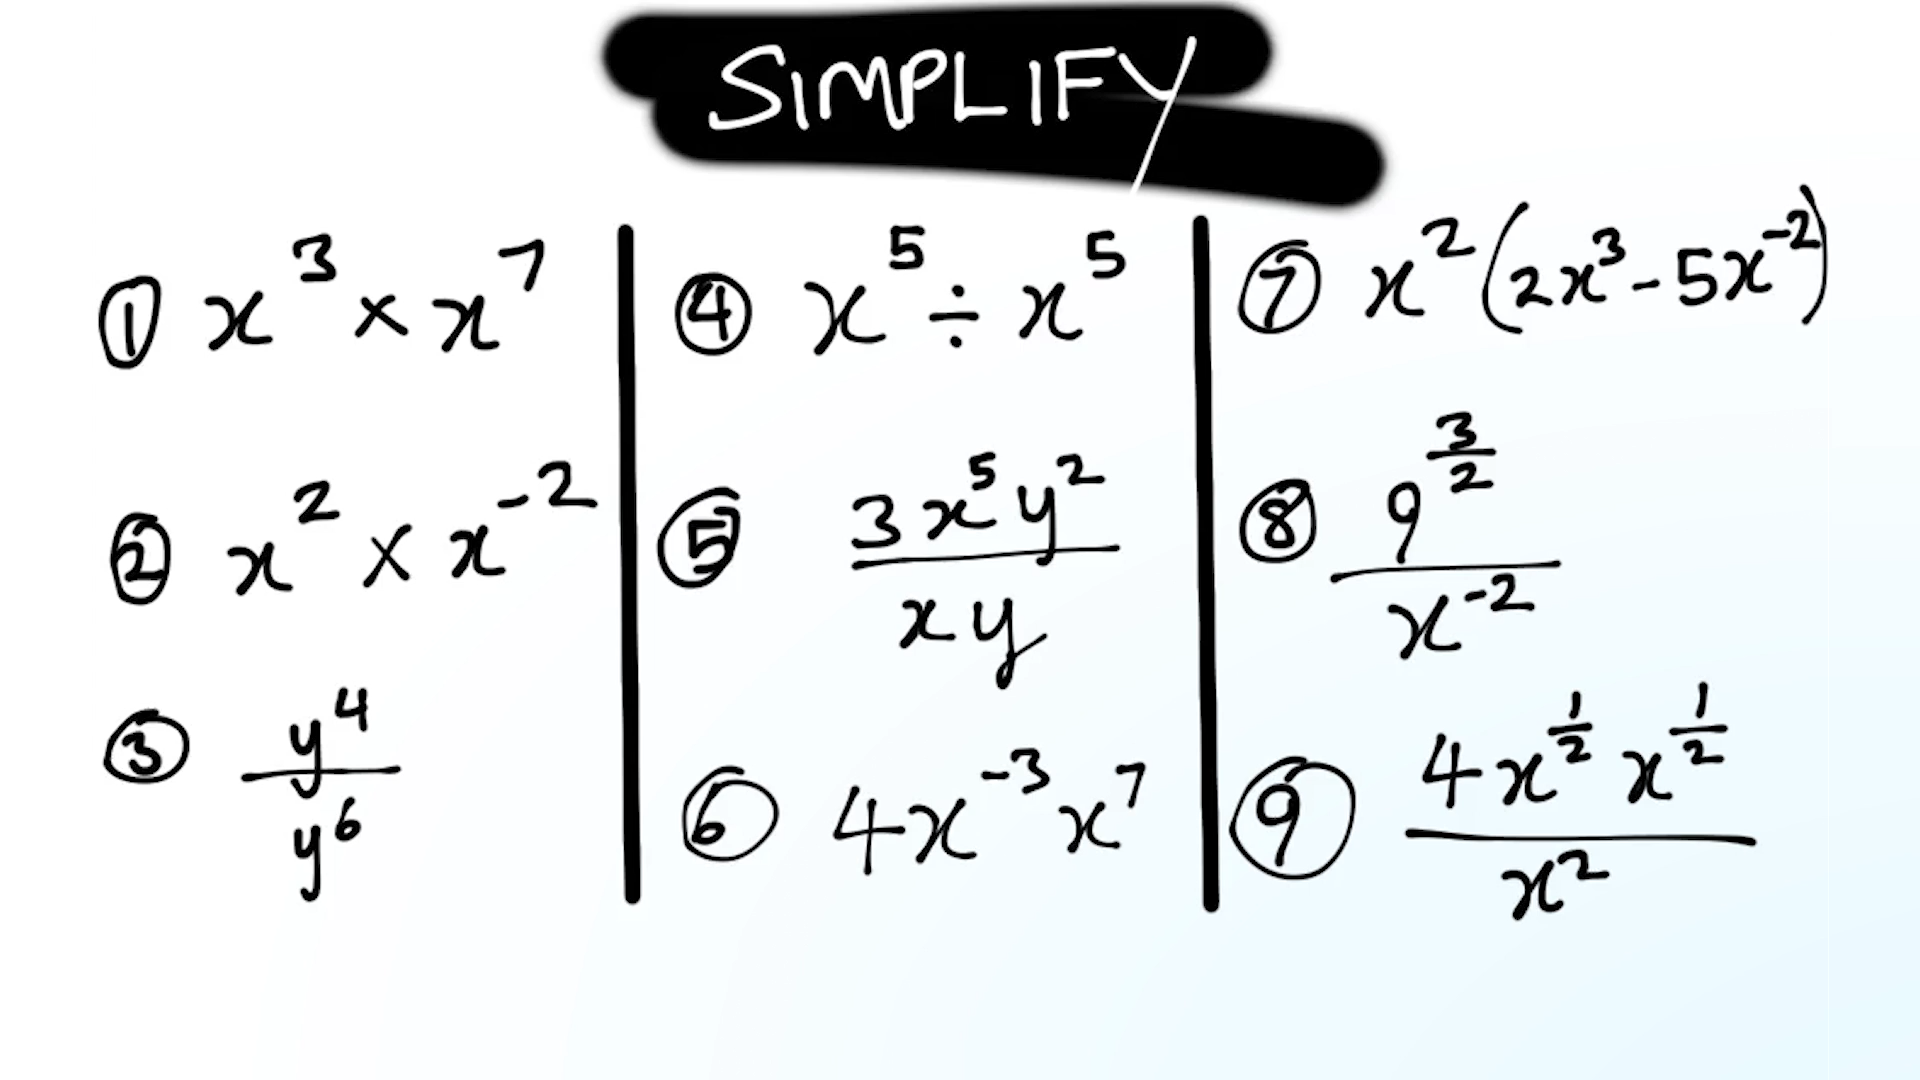 SIMPLIFY
① x³ × x⁷
② x² × x⁻²
③ y⁴/y⁶
④ x⁵ ÷ x⁵
⑤ 3x⁵y²/xy
⑥ 4x⁻³x⁷
⑦ x²(2x³-5x⁻²)
⑧ 9^(3/2)/x⁻²
⑨ 4x^(1/2) x^(1/2)/x²